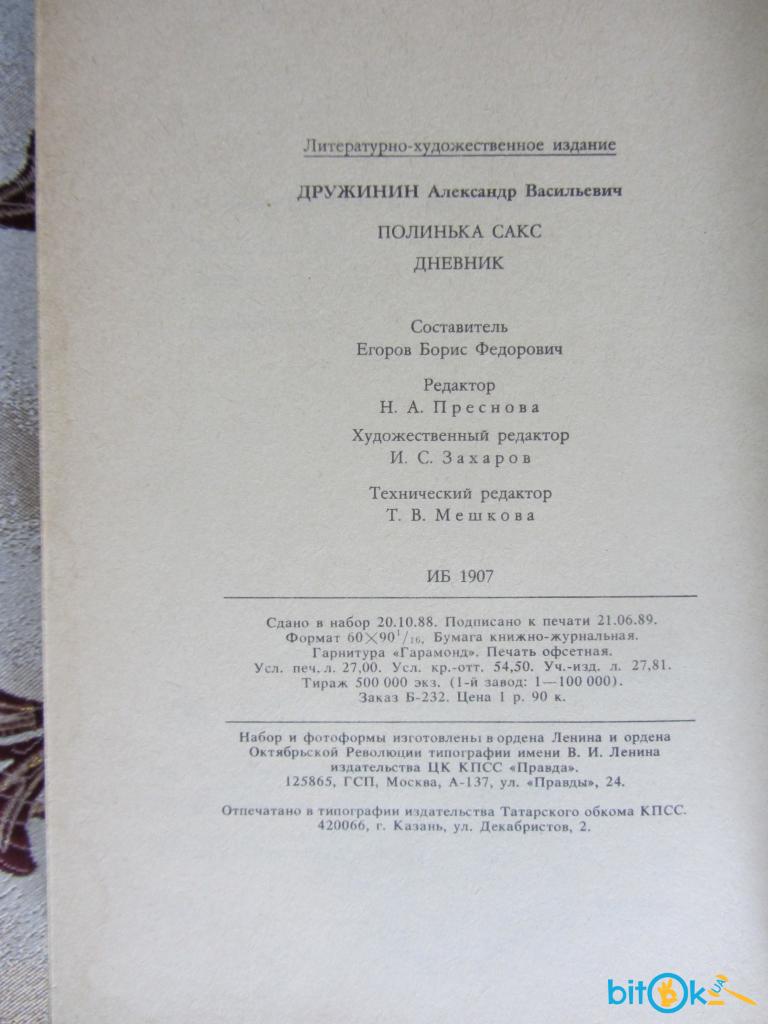 Литературно-художественное издание
ДРУЖИНИН Александр Васильевич
ПОЛИНЬКА САКС
ДНЕВНИК
Составитель
Егоров Борис Федорович
Редактор
Н. А. Преснова
Художественный редактор
И. С. Захаров
Технический редактор
Т. В. Мешкова
ИБ 1907
Сдано в набор 20.10.88. Подписано к печати 21.06.89.
Формат 60×90 1/16, Бумага книжно-журнальная.
Гарнитура «Гарамонд». Печать офсетная.
Усл. печ. л. 27,00. Усл. кр.-отт. 54,50. Уч.-изд. л. 27,81.
Тираж 500 000 экз. (1-й завод: 1—100 000).
Заказ Б-232. Цена 1 р. 90 к.
Набор и фотоформы изготовлены в ордена Ленина и ордена
Октябрьской Революции типографии имени В. И. Ленина
издательства ЦК КПСС «Правда».
125865, ГСП, Москва, А-137, ул. «Правды», 24.
Отпечатано в типографии издательства Татарского обкома КПСС.
420066, г. Казань, ул. Декабристов, 2.
bitOk UA